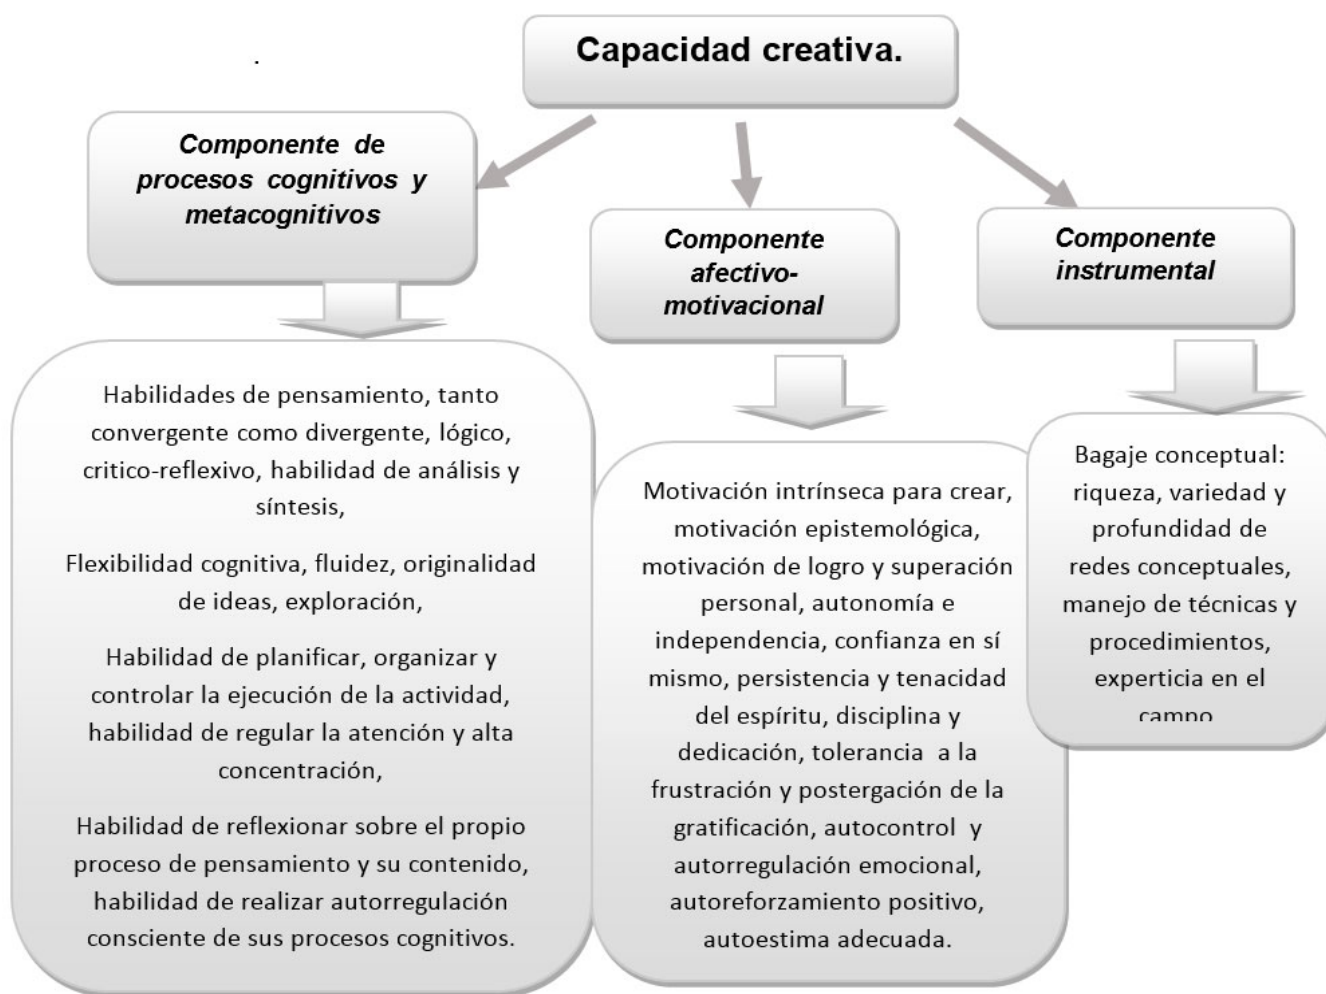 Capacidad creativa.
.
Componente de
procesos cognitivos y
metacognitivos
Componente
afectivo-
motivacional
Componente
instrumental
Habilidades de pensamiento, tanto
convergente como divergente, lógico,
critico-reflexivo, habilidad de análisis y
síntesis,
Flexibilidad cognitiva, fluidez, originalidad
de ideas, exploración,
Habilidad de planificar, organizar y
controlar la ejecución de la actividad,
habilidad de regular la atención y alta
concentración,
Habilidad de reflexionar sobre el propio
proceso de pensamiento y su contenido,
habilidad de realizar autorregulación
consciente de sus procesos cognitivos.
Motivación intrínseca para crear,
motivación epistemológica,
motivación de logro y superación
personal, autonomía e
independencia, confianza en sí
mismo, persistencia y tenacidad
del espíritu, disciplina y
dedicación, tolerancia a la
frustración y postergación de la
gratificación, autocontrol y
autorregulación emocional,
autoreforzamiento positivo,
autoestima adecuada.
Bagaje conceptual:
riqueza, variedad y
profundidad de
redes conceptuales,
manejo de técnicas y
procedimientos,
experticia en el
campo